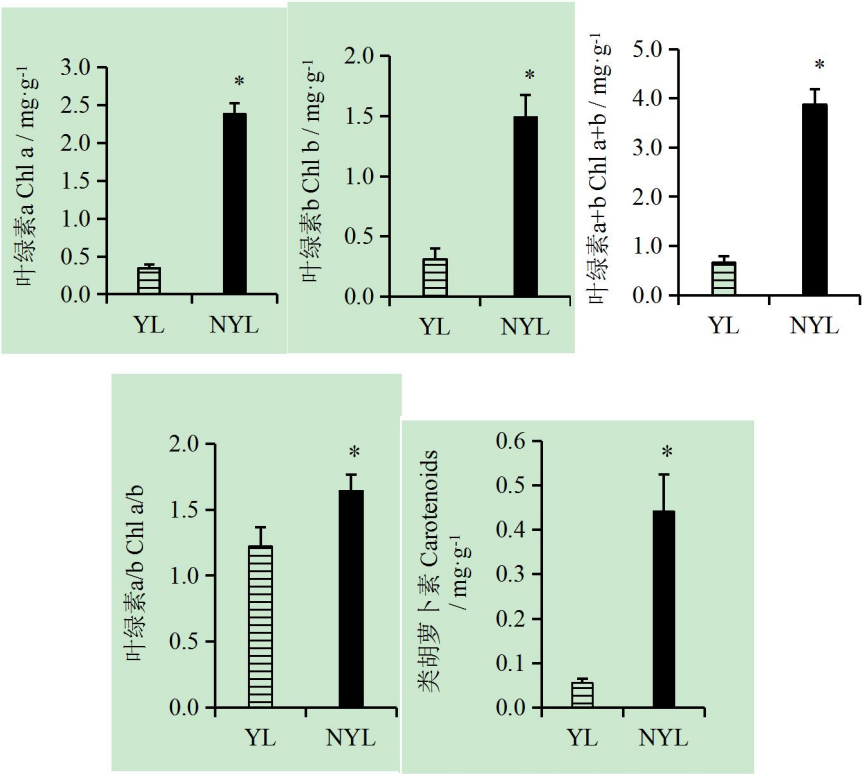 叶绿素a Chl a / mg·g-1
3.0
2.5
2.0
1.5
1.0
0.5
0.0
*
YL
NYL
叶绿素b Chl b / mg·g-1
2.0
1.5
1.0
0.5
0.0
*
YL
NYL
叶绿素a+b Chl a+b / mg·g-1
5.0
4.0
3.0
2.0
1.0
0.0
*
YL
NYL
叶绿素a/b Chl a/b
2.0
1.5
1.0
0.5
0.0
*
YL
NYL
类胡萝卜素 Carotenoids
/ mg·g-1
0.6
0.5
0.4
0.3
0.2
0.1
0.0
*
YL
NYL